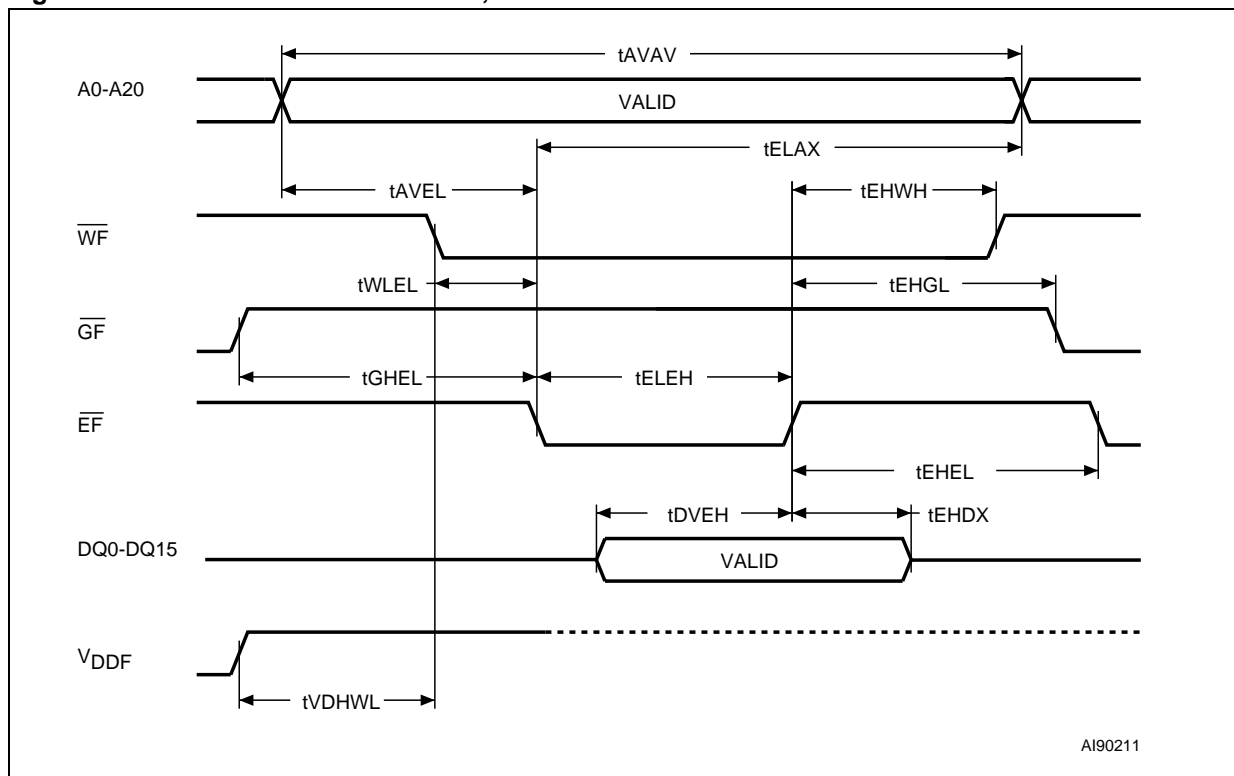 tAVAV
A0-A20
VALID
tELAX
tAVEL
tEHWH
WF
tWLEL
tEHGL
GF
tGHEL
tELEH
EF
tEHEL
tDVEH
tEHDX
DQ0-DQ15
VALID
VDDF
tVDHWL
AI90211